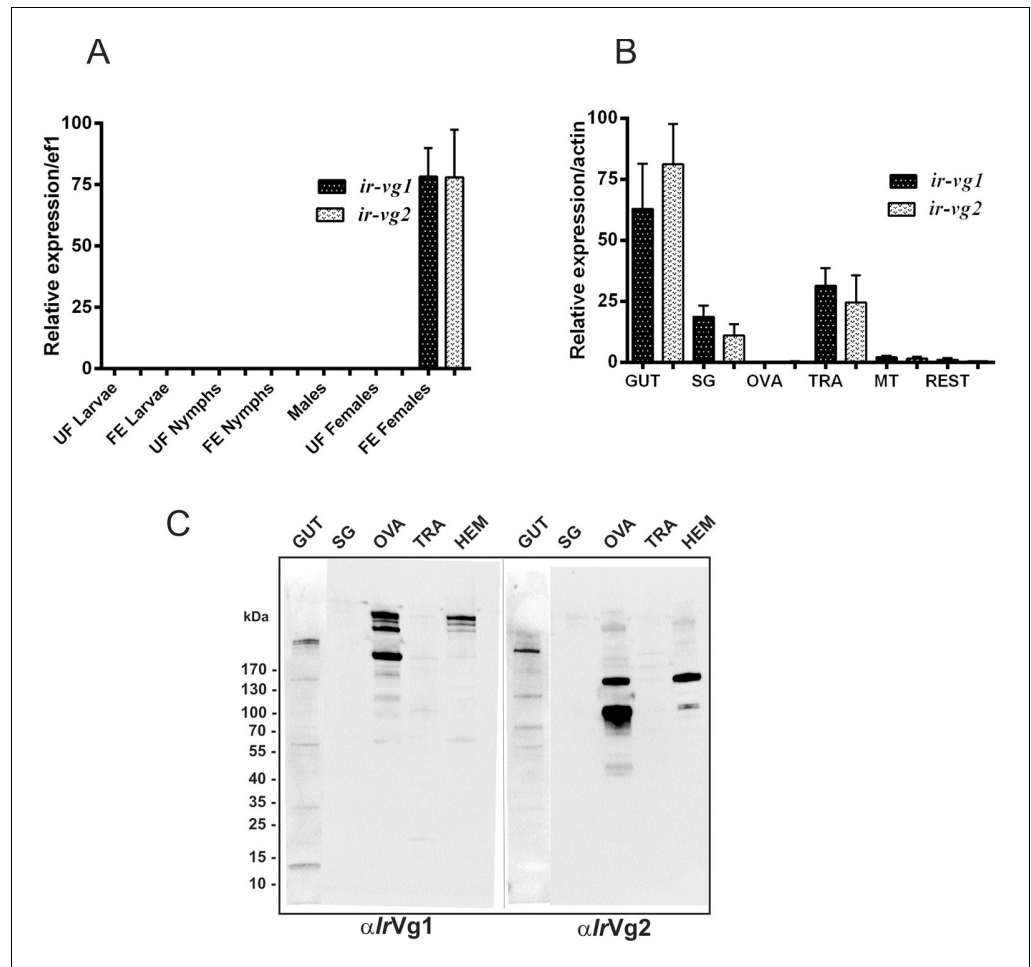 A
Relative expression/ef1
100
75
50
25
0
ir-vg1
ir-vg2
UF Larvae
FE Larvae
UF Nymphs
FE Nymphs
Males
UF Females
FE Females
B
Relative expression/actin
100
75
50
25
0
ir-vg1
ir-vg2
GUT SG OVA TRA MT REST
C
GUT SG OVA TRA HEM GUT SG OVA TRA HEM
kDa
170 -
130 -
100 -
70 -
55 -
40 -
35 -
25 -
15 -
10 -
αIrVg1 αIrVg2